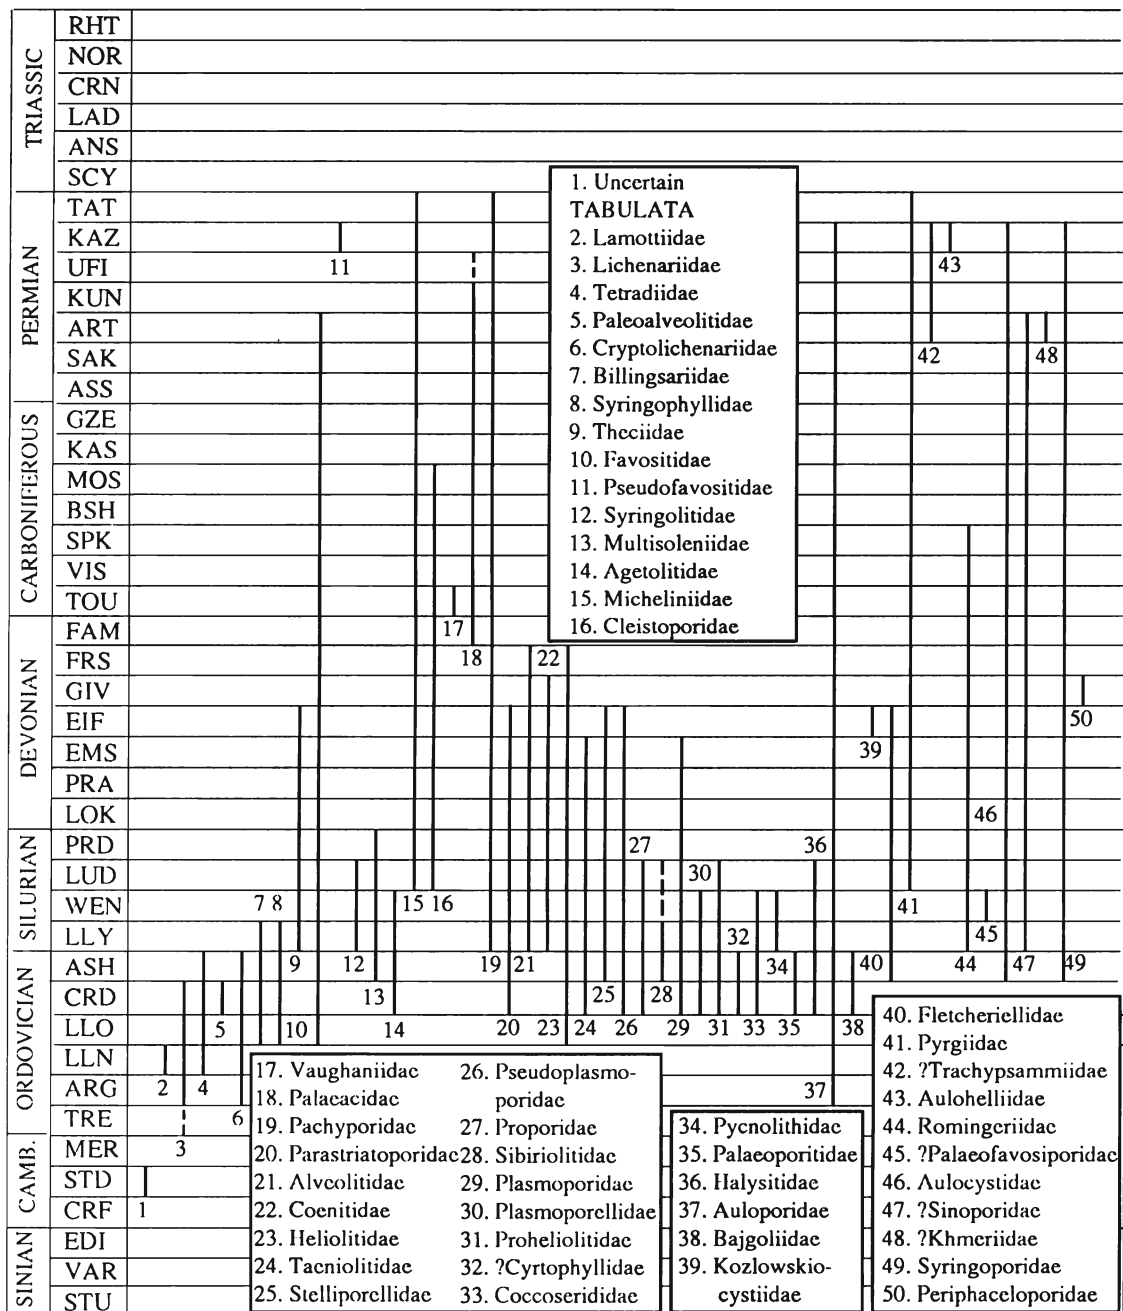 TRIASSIC
RHT
NOR
CRN
LAD
ANS
SCY
PERMIAN
TAT
KAZ
UFI
KUN
ART
SAK
ASS
CARBONIFEROUS
GZE
KAS
MOS
BSH
SPK
VIS
TOU
DEVONIAN
FAM
FRS
GIV
EIF
EMS
PRA
LOK
SILURIAN
PRD
LUD
WEN
LLY
ORDOVICIAN
ASH
CRD
LLO
LLN
ARG
TRE
CAMB.
MER
STD
CRF
SINIAN
EDI
VAR
STU
11
43
42
48
17
18
22
50
39
46
27
36
30
7 8
15 16
41
32
45
9
12
19 21
34
40
44
47
49
13
25
28
5
10
14
20
23
24
26
29
31
33
35
38
2
4
37
6
3
1
1. Uncertain
TABULATA
2. Lamottiidae
3. Lichenariidae
4. Tetradiidae
5. Paleoalveolitidae
6. Cryptolichenariidae
7. Billingsariidae
8. Syringophyllidae
9. Theciidae
10. Favositidae
11. Pseudofavositidae
12. Syringolitidae
13. Multisoleniidae
14. Agetolitidae
15. Micheliniidae
16. Cleistoporidae
17. Vaughaniidae
18. Palaeacidae
19. Pachyporidae
20. Parastriatoporidae
21. Alveolitidae
22. Coenitidae
23. Heliolitidae
24. Taeniolitidae
25. Stelliporellidae
26. Pseudoplasmo-
poridae
27. Proporidae
28. Sibiriolitidae
29. Plasmoporidae
30. Plasmoporellidae
31. Proheliolitidae
32. ?Cyrtophyllidae
33. Coccoserididae
34. Pycnolithidae
35. Palaeoporitidae
36. Halysitidae
37. Auloporidae
38. Bajgoliidae
39. Kozlowskio-
cystiidae
40. Fletcheriellidae
41. Pyrgiidae
42. ?Trachypsammiidae
43. Aulohelliidae
44. Romingeriidae
45. ?Palaeofavosiporidae
46. Aulocystidae
47. ?Sinoporidae
48. ?Khmeriidae
49. Syringoporidae
50. Periphaceloporidae